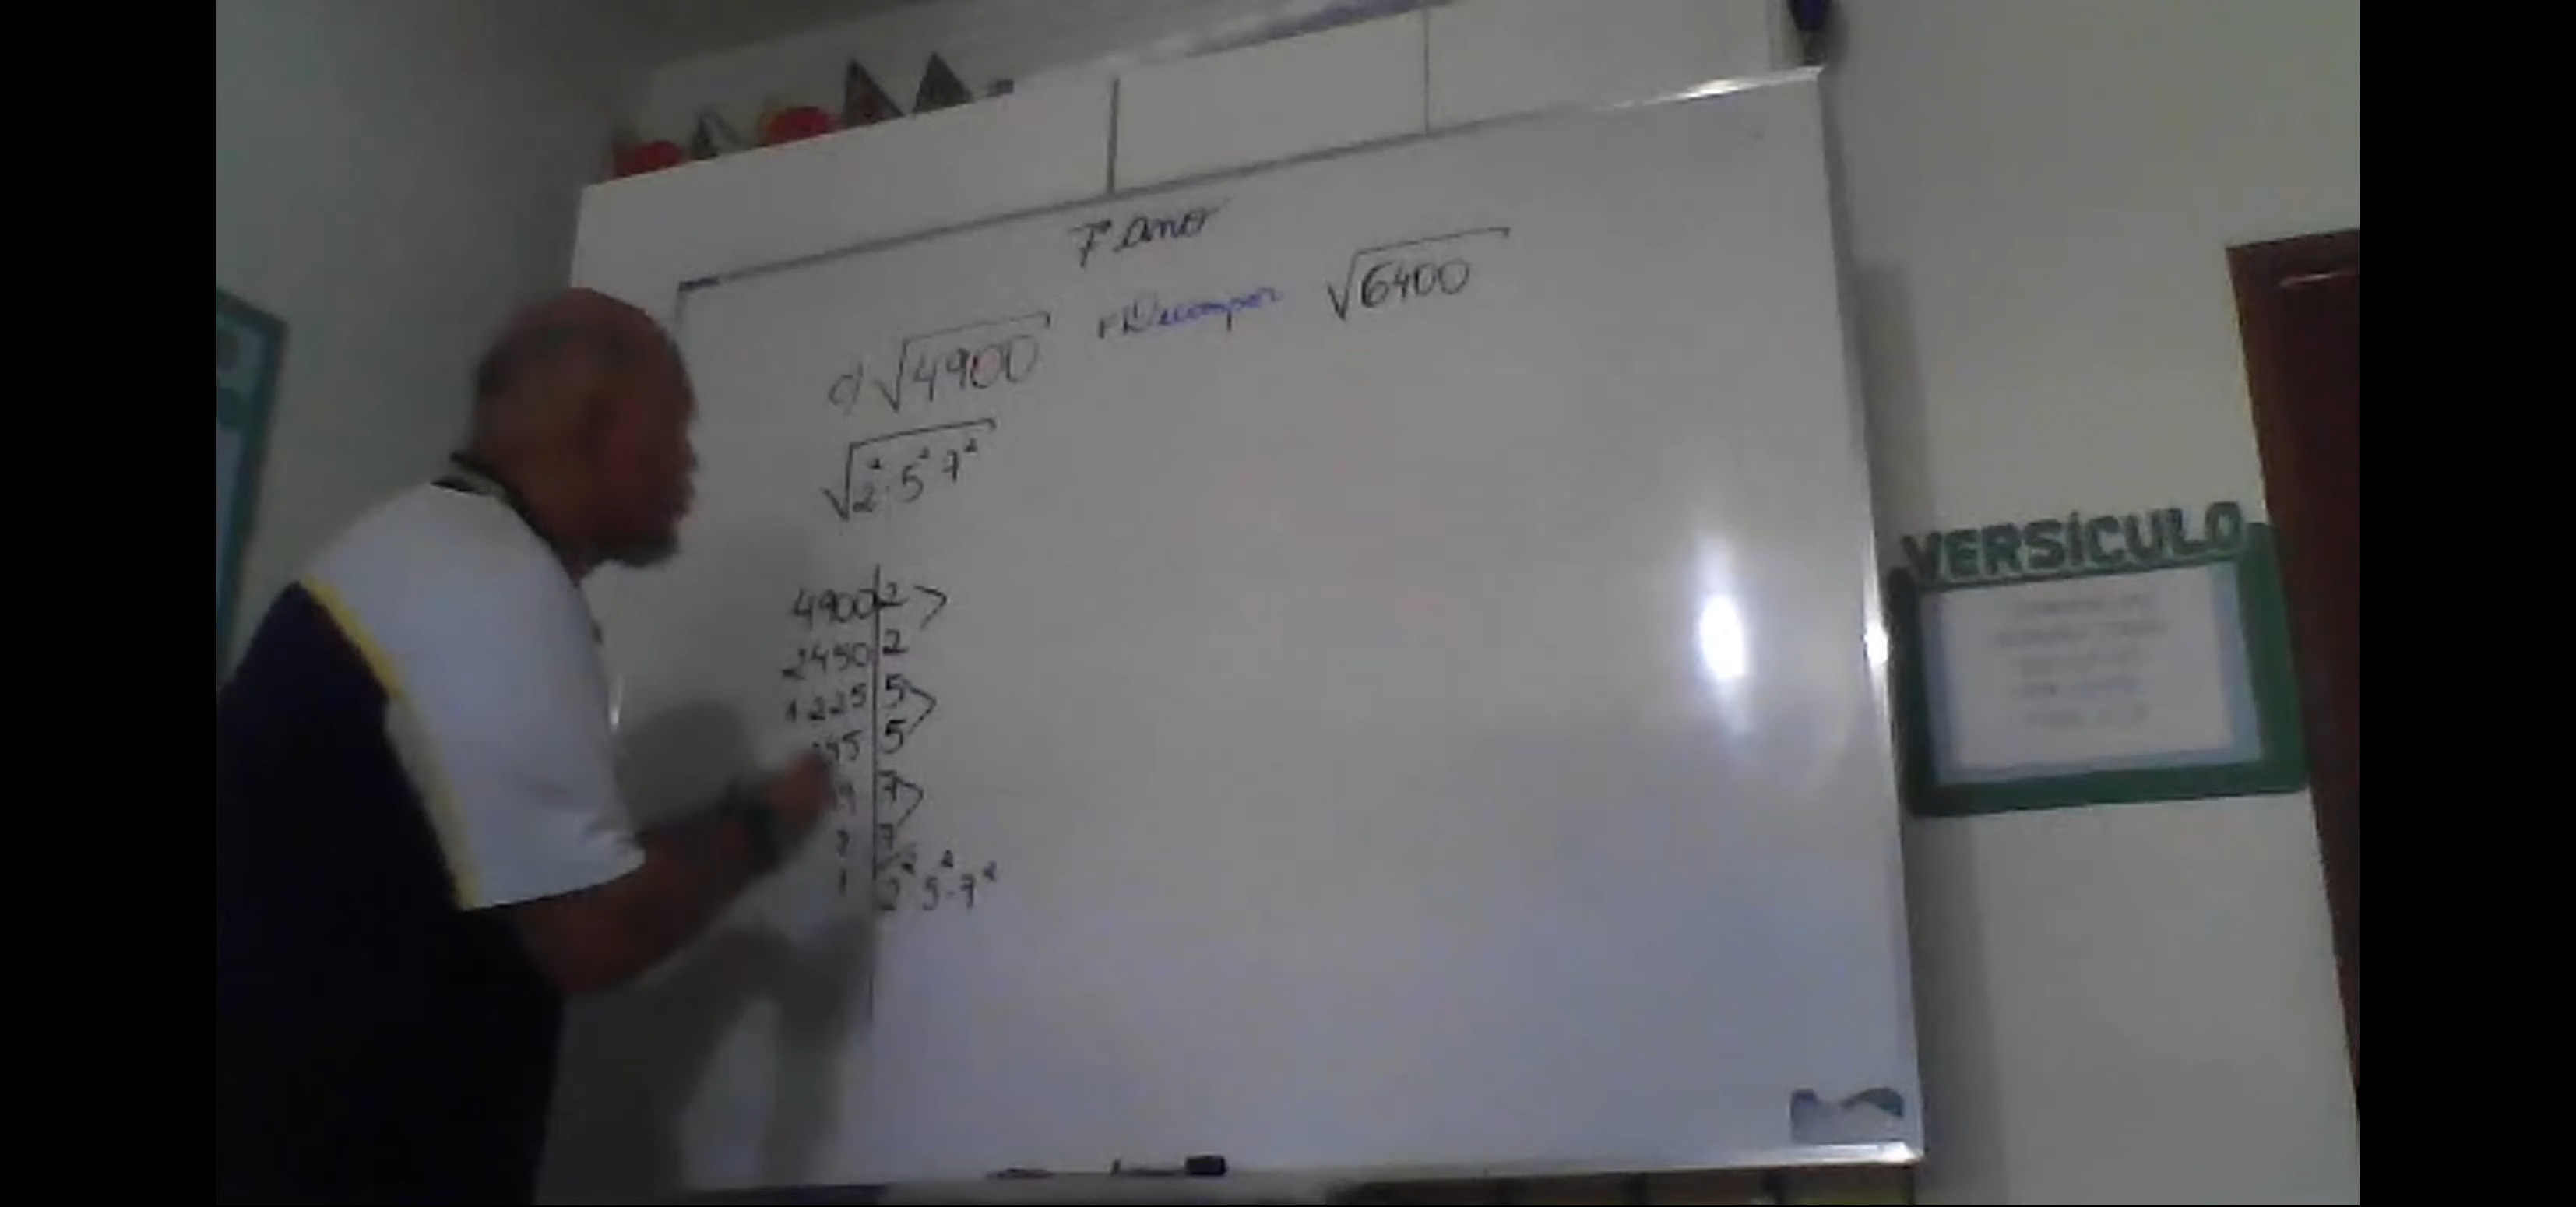 7º Ano
c) √4900
Decompor
√6400
√2²·5²·7²
4900|2
2450|2
1225|5
5
7
7
1
2²·5²·7²
VERSÍCULO